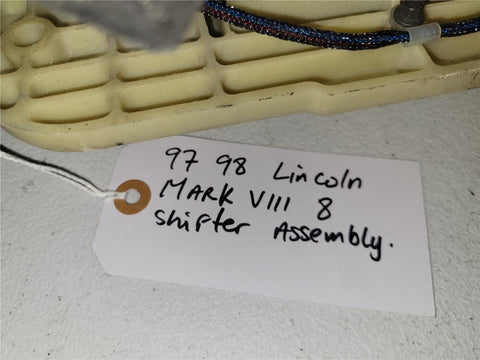 97 98 Lincoln
MARK VIII 8
Shifter Assembly.